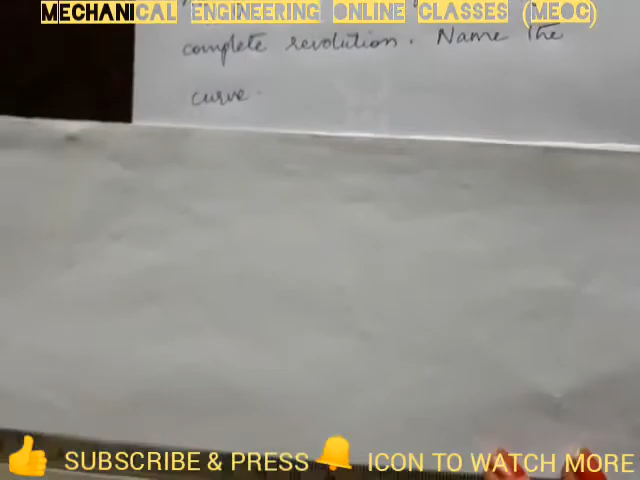 MECHANICAL ENGINEERING ONLINE CLASSES (MEOC)
complete revolution. Name The
curve.
SUBSCRIBE & PRESS ICON TO WATCH MORE